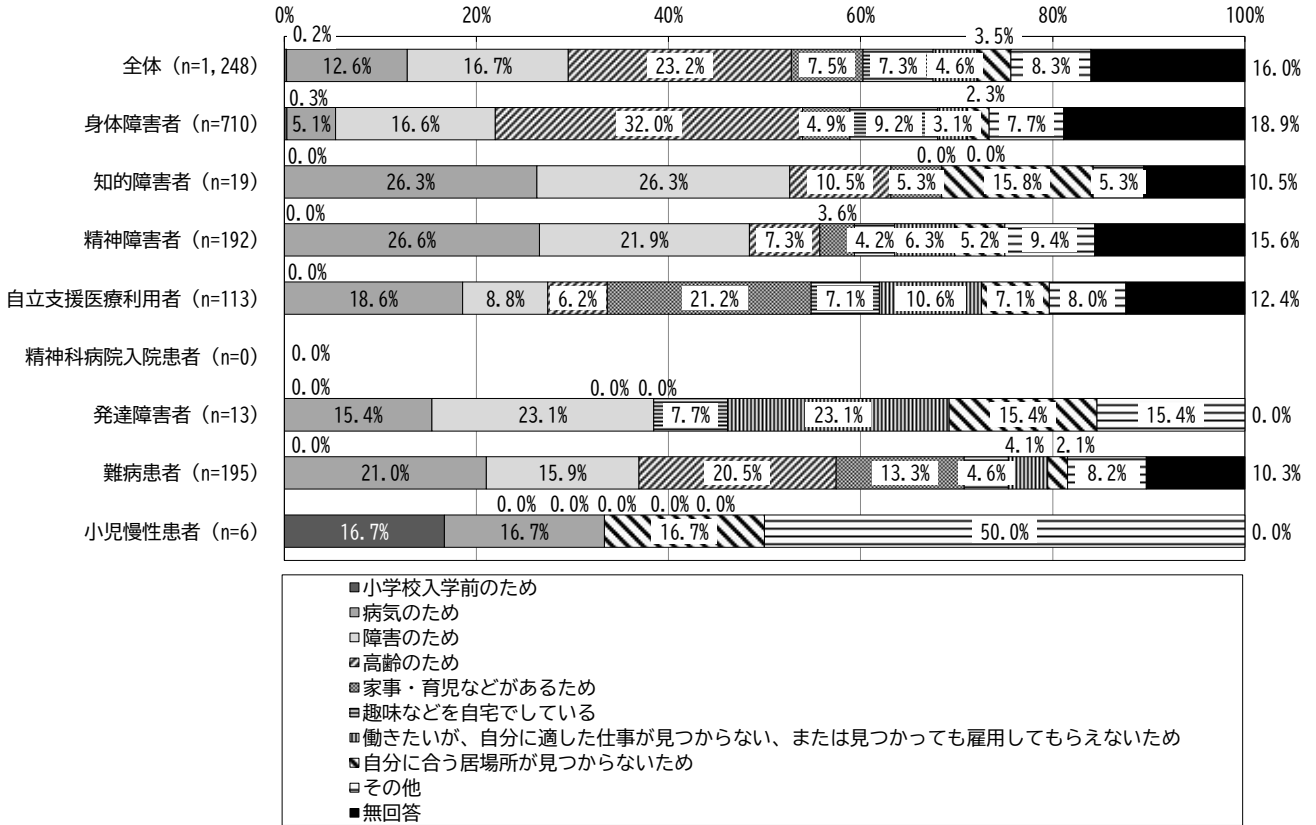 0% 20% 40% 60% 80% 100%
0.2% 3.5%
全体（n=1,248） 12.6% 16.7% 23.2% 7.5% 7.3% 4.6% 8.3% 16.0%
0.3% 2.3%
身体障害者（n=710） 5.1% 16.6% 32.0% 4.9% 9.2% 3.1% 7.7% 18.9%
0.0% 0.0% 0.0%
知的障害者（n=19） 26.3% 26.3% 10.5% 5.3% 15.8% 5.3% 10.5%
0.0% 3.6%
精神障害者（n=192） 26.6% 21.9% 7.3% 4.2% 6.3% 5.2% 9.4% 15.6%
0.0%
自立支援医療利用者（n=113） 18.6% 8.8% 6.2% 21.2% 7.1% 10.6% 7.1% 8.0% 12.4%
精神科病院入院患者（n=0） 0.0%
0.0% 0.0% 0.0%
発達障害者（n=13） 15.4% 23.1% 7.7% 23.1% 15.4% 15.4% 0.0%
0.0% 4.1% 2.1%
難病患者（n=195） 21.0% 15.9% 20.5% 13.3% 4.6% 8.2% 10.3%
0.0% 0.0% 0.0% 0.0% 0.0%
小児慢性患者（n=6） 16.7% 16.7% 16.7% 50.0% 0.0%
小学校入学前のため
病気のため
障害のため
高齢のため
家事・育児などがあるため
趣味などを自宅でしている
働きたいが、自分に適した仕事が見つからない、または見つかっても雇用してもらえないため
自分に合う居場所が見つからないため
その他
無回答